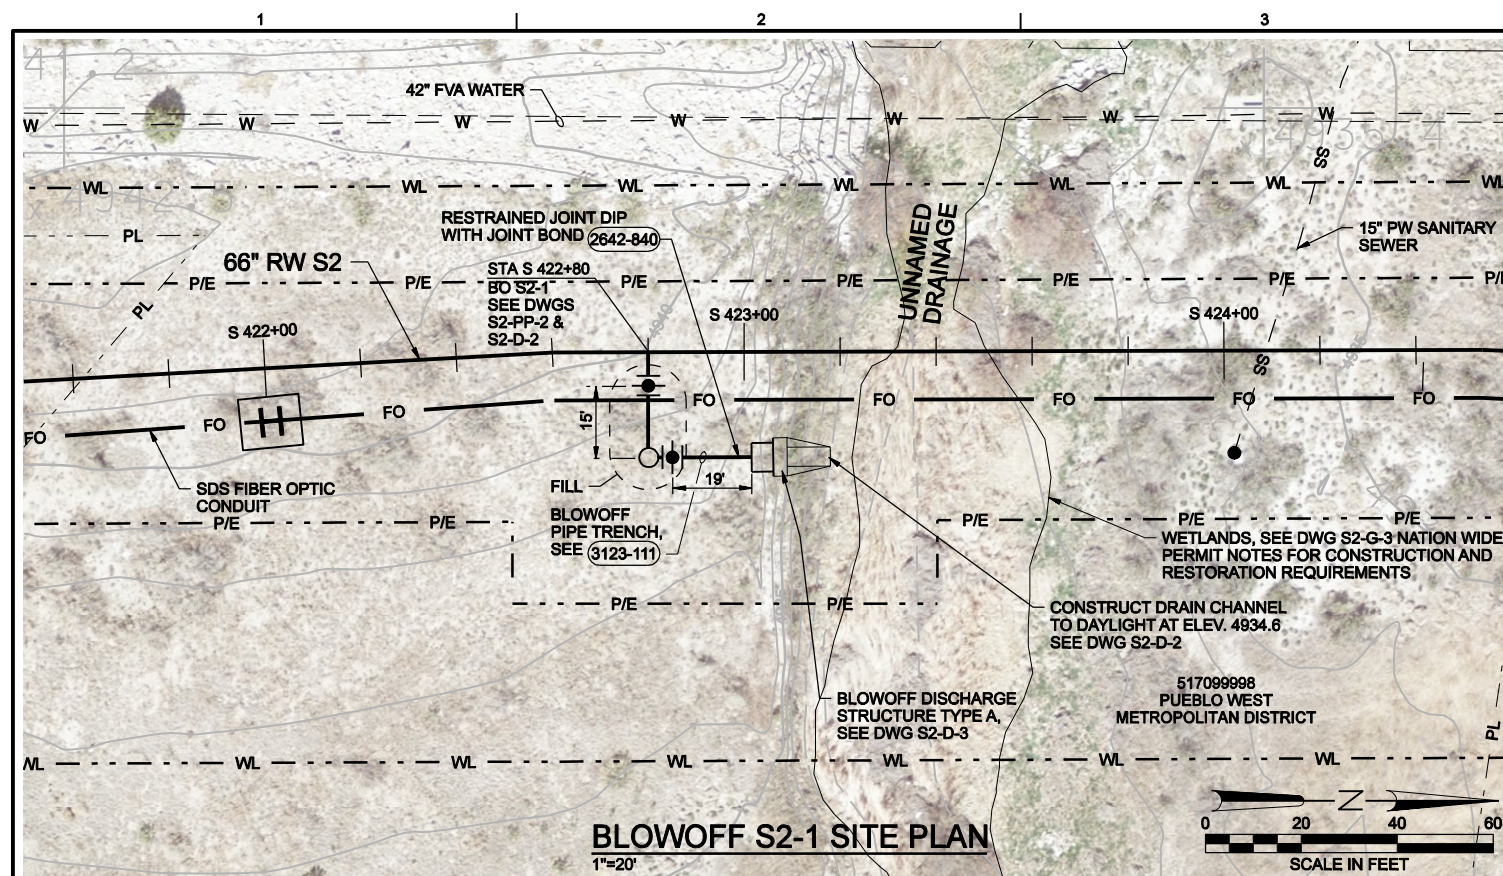 1 2 3
41.2
42" FVA WATER
W W W W W W W
WL WL WL WL WL WL WL
RESTRAINED JOINT DIP
WITH JOINT BOND 2642-840
UNNAMED
DRAINAGE
15" PW SANITARY
SEWER
SS
PL
66" RW S2
STA S 422+80
BO S2-1
SEE DWGS
S2-PP-2 &
S2-D-2
P/E P/E P/E P/E P/E P/E
PL
S 422+00
S 423+00
S 424+00
4940
SS
FO FO FO FO FO FO FO FO
15'
19'
SDS FIBER OPTIC
CONDUIT
FILL
BLOWOFF
PIPE TRENCH,
SEE 3123-111
P/E P/E P/E P/E P/E
WETLANDS, SEE DWG S2-G-3 NATION WIDE
PERMIT NOTES FOR CONSTRUCTION AND
RESTORATION REQUIREMENTS
P/E P/E
CONSTRUCT DRAIN CHANNEL
TO DAYLIGHT AT ELEV. 4934.6
SEE DWG S2-D-2
517099998
PUEBLO WEST
METROPOLITAN DISTRICT
BLOWOFF DISCHARGE
STRUCTURE TYPE A,
SEE DWG S2-D-3
PL
WL WL WL WL WL WL WL
Z
BLOWOFF S2-1 SITE PLAN
1"=20'
0 20 40 60
SCALE IN FEET